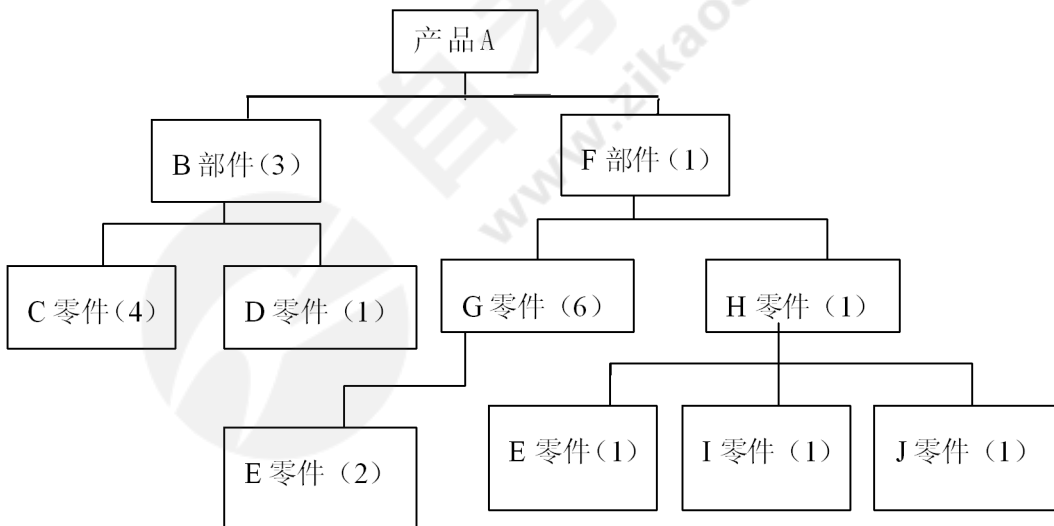 产品A
B部件(3)
F部件(1)
C零件(4)
D零件（1）
G零件（6）
H零件（1）
E零件（2）
E零件(1)
I零件（1）
J零件（1）